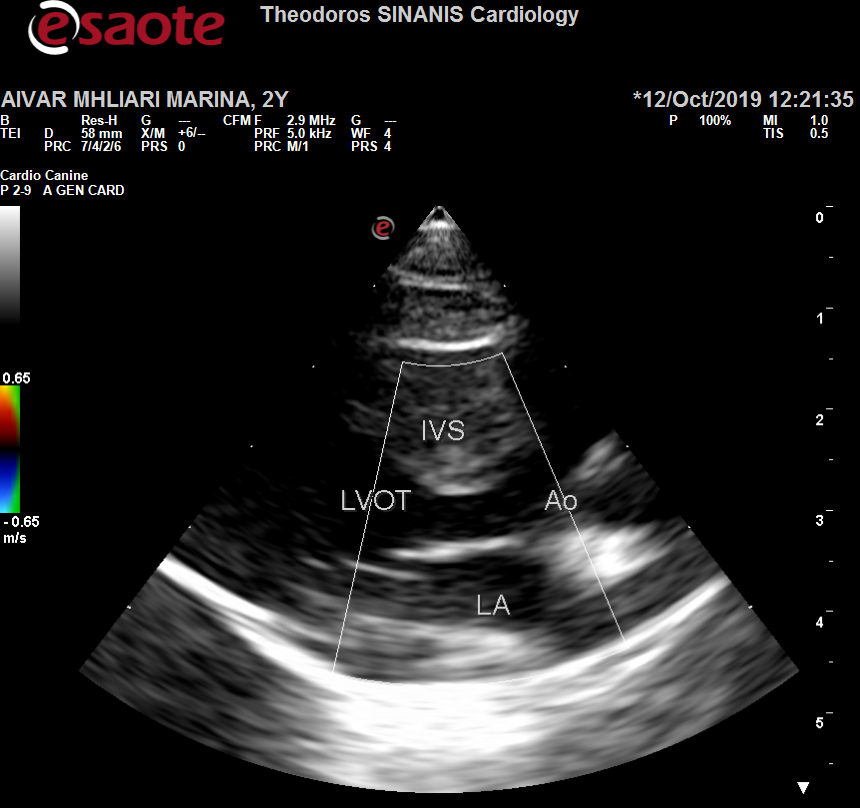 esaote
Theodoros SINANIS Cardiology
AIVAR MHLIARI MARINA, 2Y
*12/Oct/2019 12:21:35
B Res-H G --- CFM F 2.9 MHz G --- P 100% MI 1.0
TEI D 58 mm X/M +6/-- PRF 5.0 kHz WF 4 TIS 0.5
PRC 7/4/2/6 PRS 0 PRC M/1 PRS 4
Cardio Canine
P 2-9 A GEN CARD
e
0
1
0.65
2
IVS
LVOT
Ao
3
- 0.65
m/s
LA
4
5